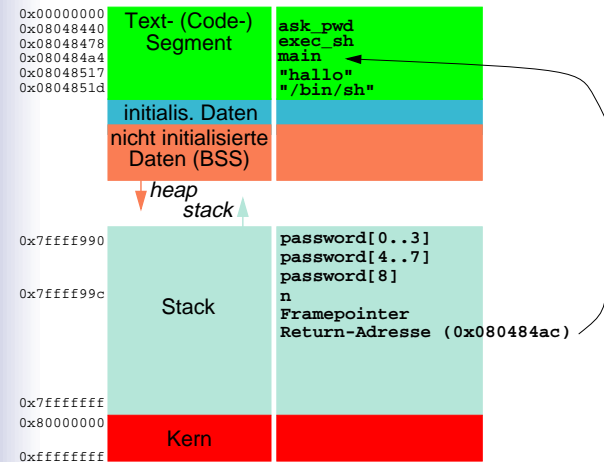 0x00000000
0x08048440
0x08048478
0x080484a4
0x08048517
0x0804851d
Text- (Code-)
Segment
ask_pwd
exec_sh
main
"hallo"
"/bin/sh"
initialis. Daten
nicht initialisierte
Daten (BSS)
heap
stack
0x7ffff990
0x7ffff99c
0x7fffffff
Stack
password[0..3]
password[4..7]
password[8]
n
Framepointer
Return-Adresse (0x080484ac)
0x80000000
0xffffffff
Kern